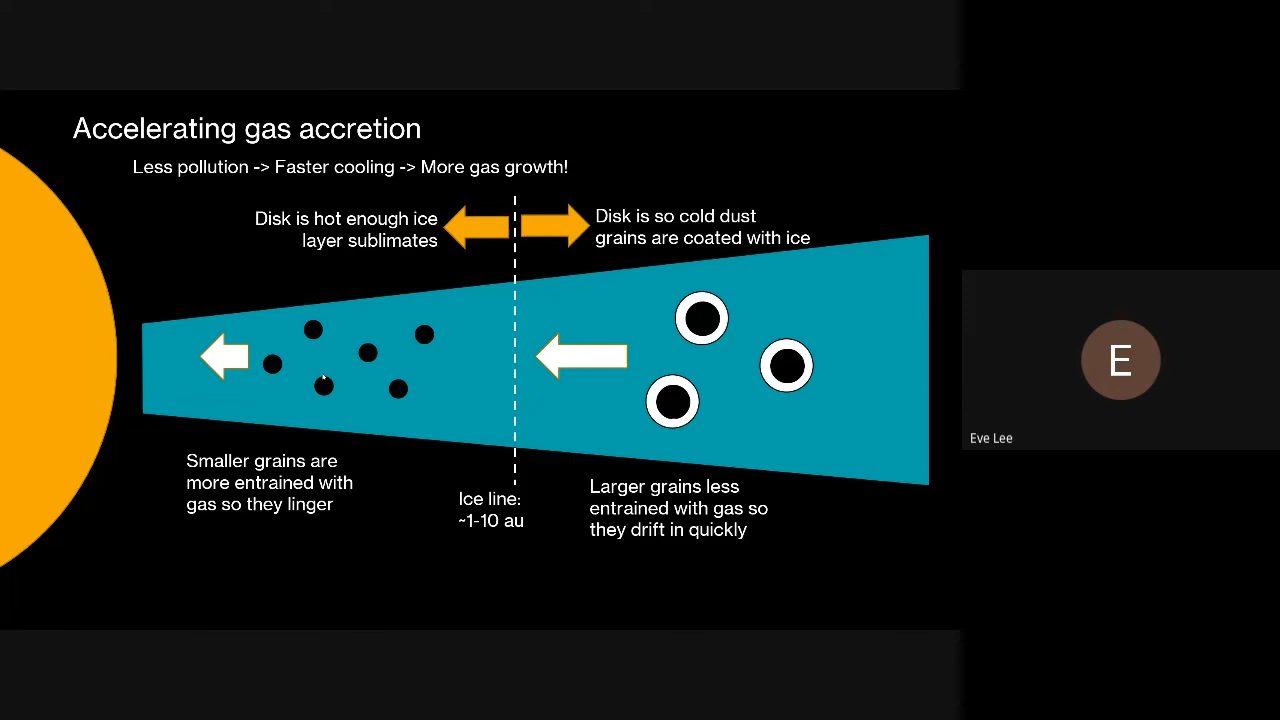 Accelerating gas accretion
Less pollution -> Faster cooling -> More gas growth!
Disk is hot enough ice
layer sublimates
Disk is so cold dust
grains are coated with ice
Smaller grains are
more entrained with
gas so they linger
Ice line:
~1-10 au
Larger grains less
entrained with gas so
they drift in quickly
E
Eve Lee